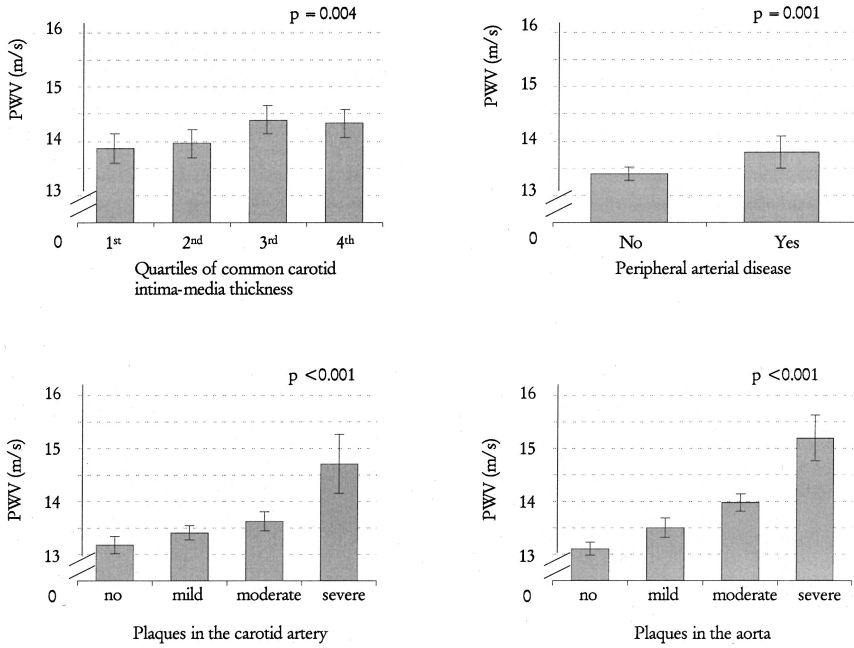 p = 0.004
PWV (m/s)
16
15
14
13
0
1st
2nd
3rd
4th
Quartiles of common carotid
intima-media thickness
p = 0.001
PWV (m/s)
16
15
14
13
0
No
Yes
Peripheral arterial disease
p <0.001
PWV (m/s)
16
15
14
13
0
no
mild
moderate
severe
Plaques in the carotid artery
p <0.001
PWV (m/s)
16
15
14
13
0
no
mild
moderate
severe
Plaques in the aorta